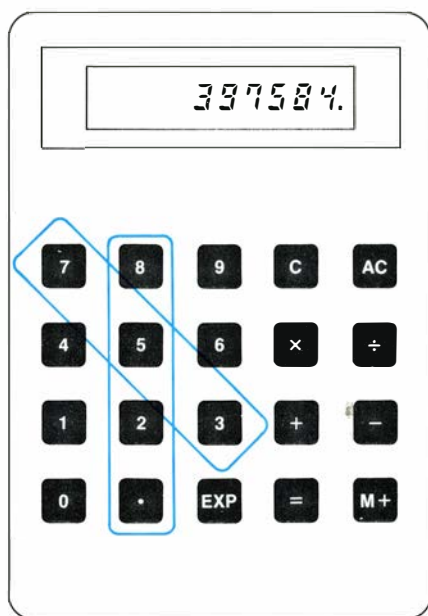 397584.
7 8 9 C AC
4 5 6 × ÷
1 2 3 + −
0 • EXP = M+